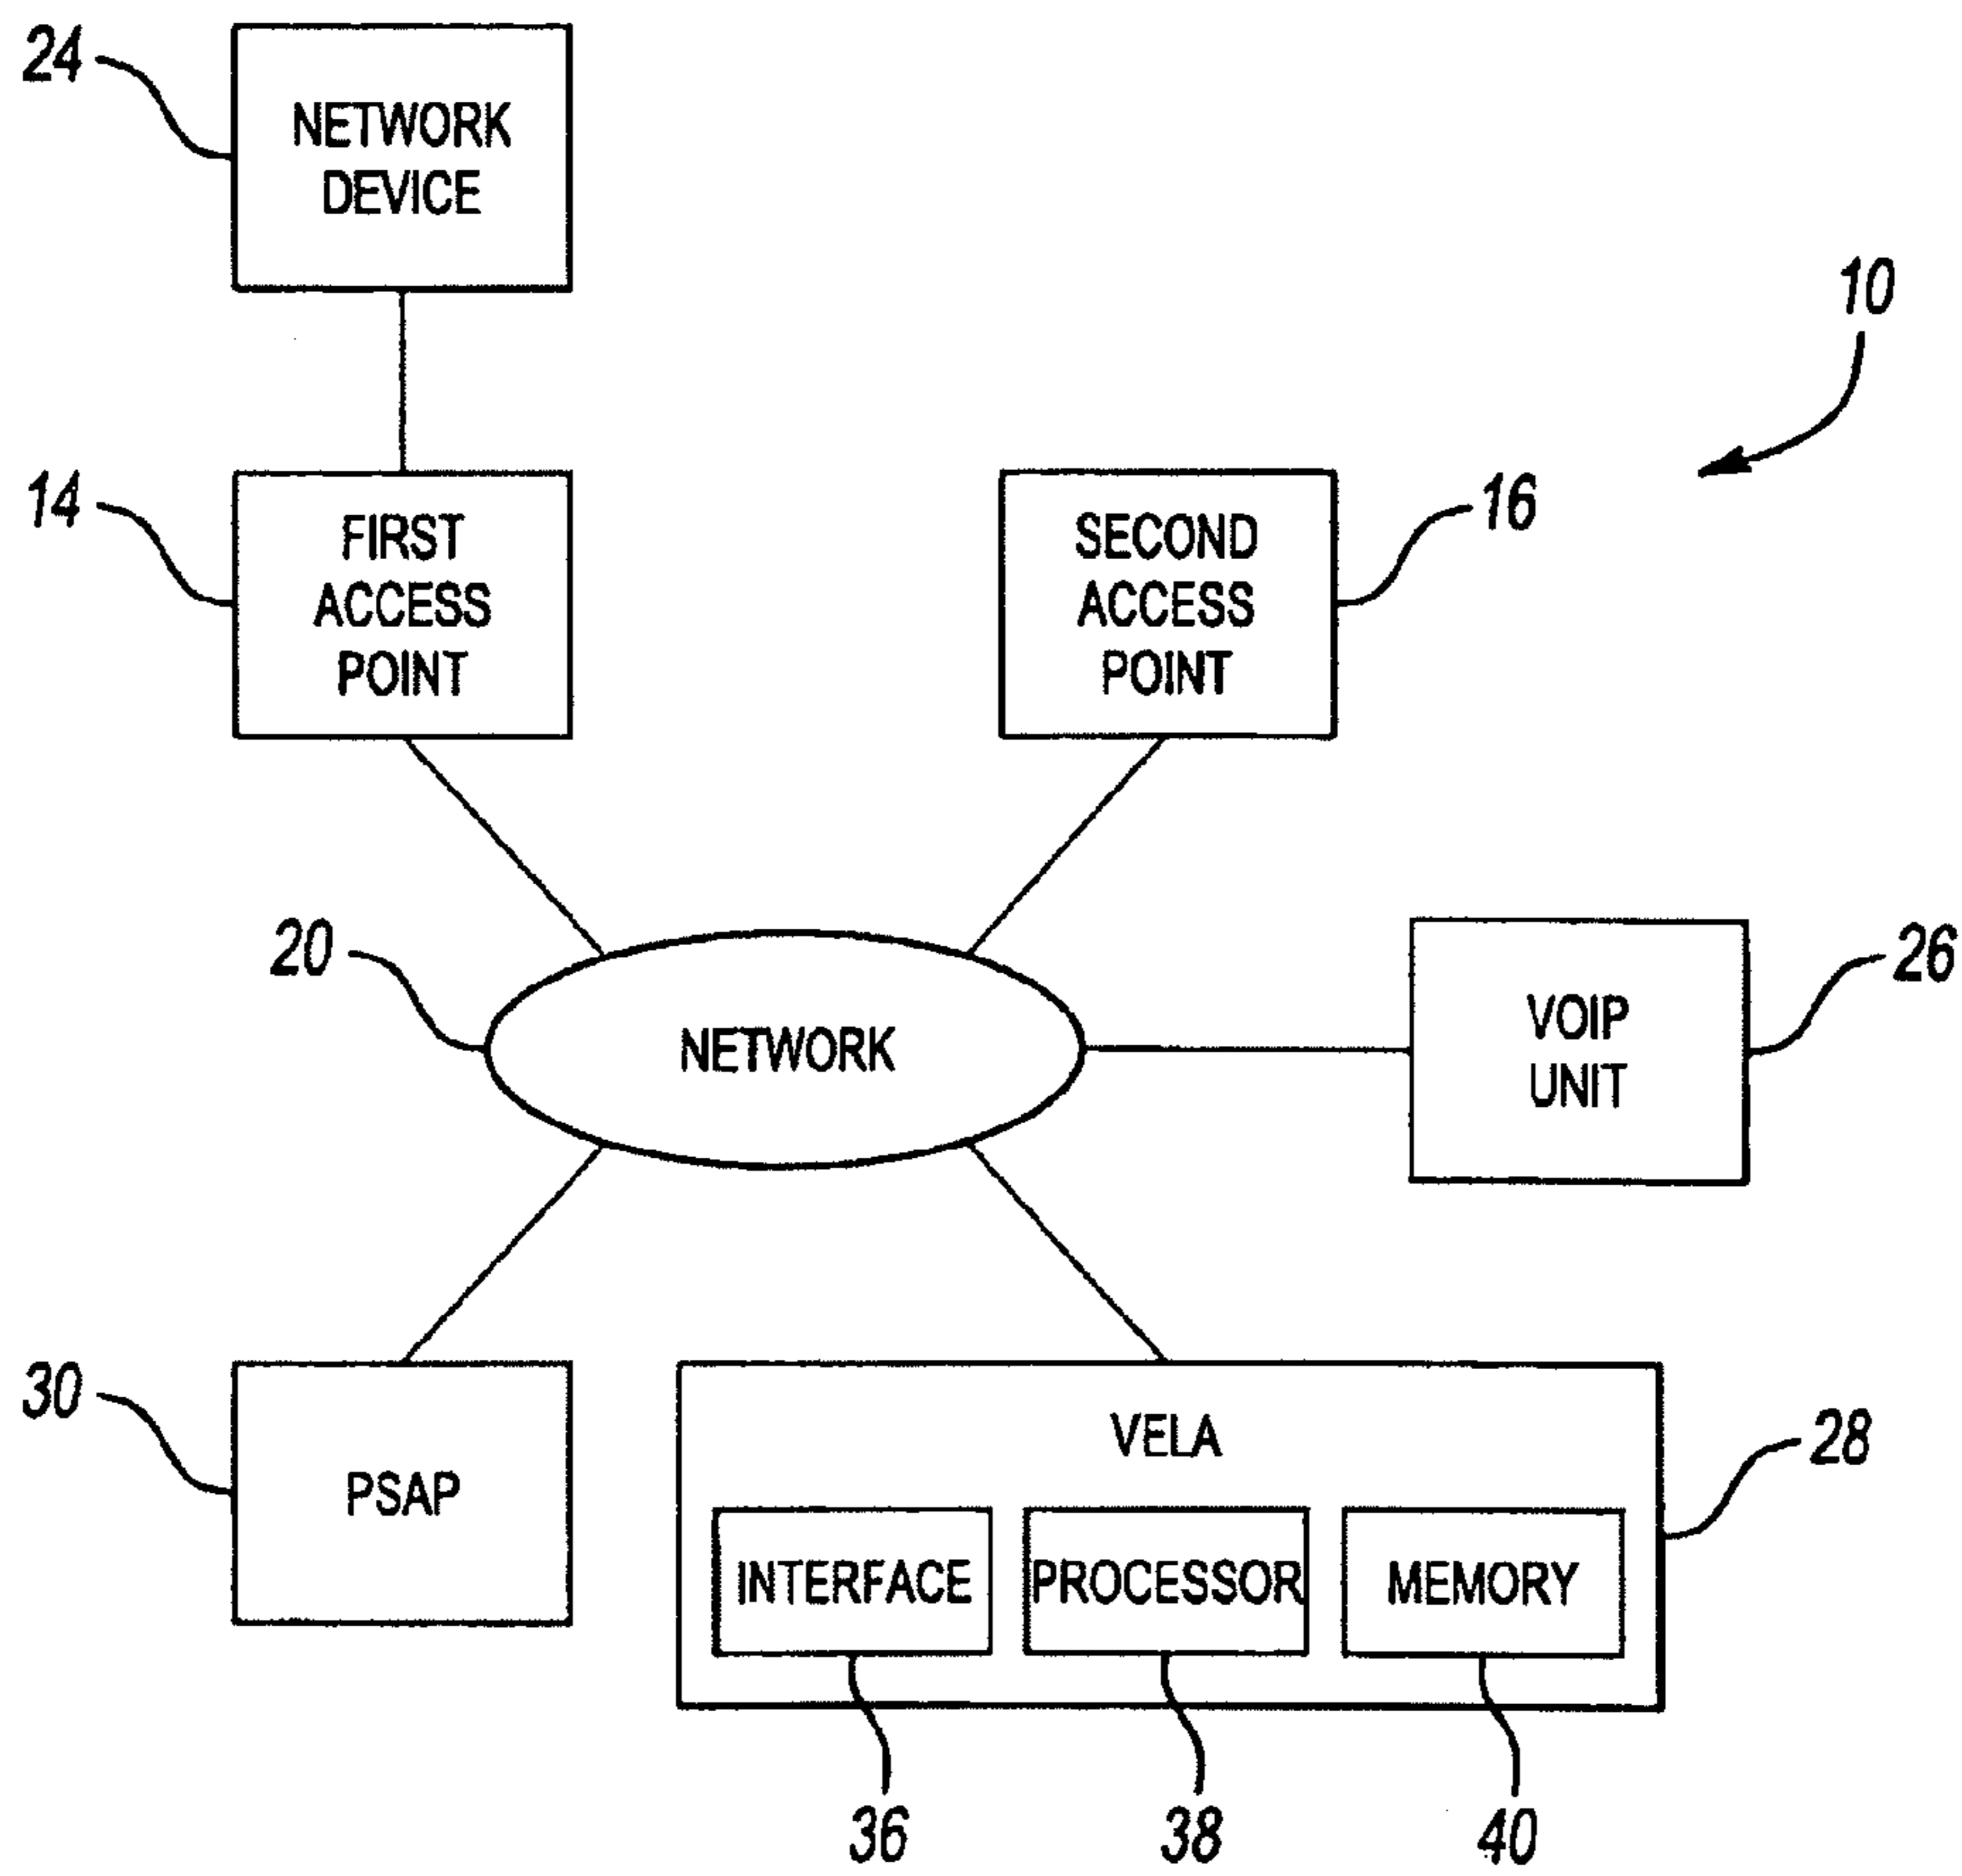 24
NETWORK
DEVICE
10
14
FIRST
ACCESS
POINT
SECOND
ACCESS
POINT
16
20
NETWORK
VOIP
UNIT
26
30
PSAP
VELA
28
INTERFACE
PROCESSOR
MEMORY
36
38
40